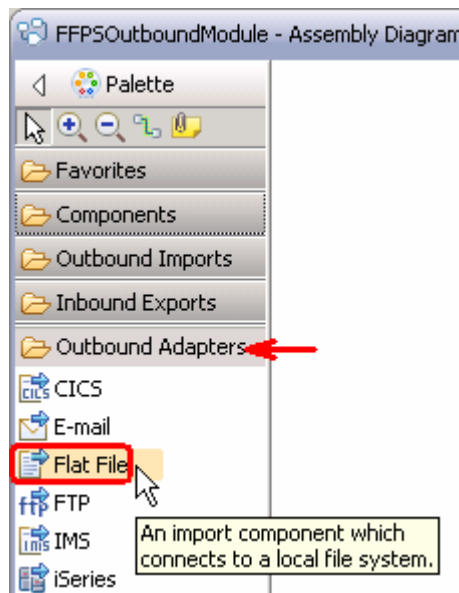 FFPSOutboundModule - Assembly Diagram
Palette
Favorites
Components
Outbound Imports
Inbound Exports
Outbound Adapters
CICS
E-mail
Flat File
FTP
IMS
An import component which
connects to a local file system.
iSeries